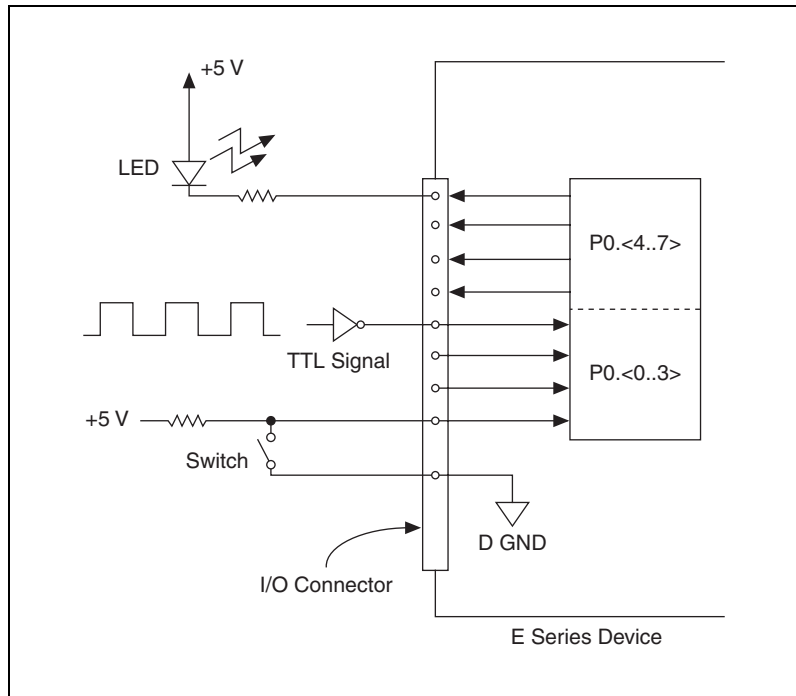 +5 V
LED
P0.<4..7>
TTL Signal
P0.<0..3>
+5 V
Switch
D GND
I/O Connector
E Series Device